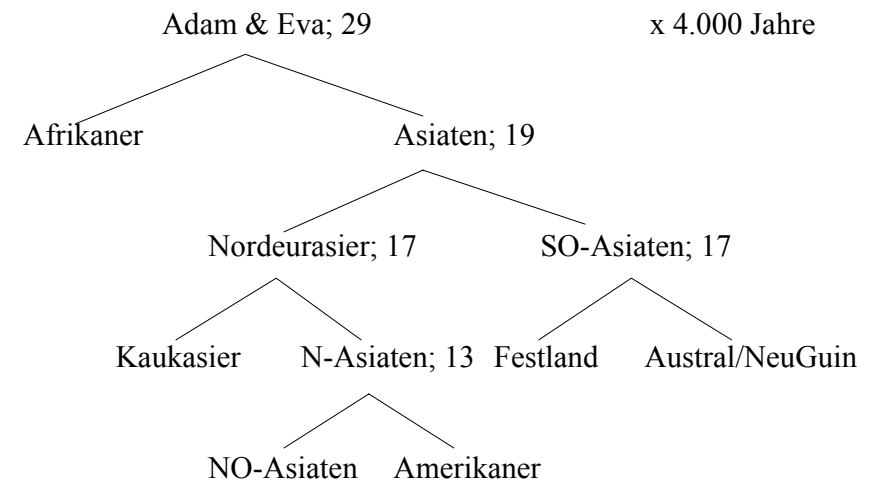 Adam & Eva; 29 x 4.000 Jahre
Afrikaner Asiaten; 19
Nordeurasier; 17 SO-Asiaten; 17
Kaukasier N-Asiaten; 13 Festland Austral/NeuGuin
NO-Asiaten Amerikaner